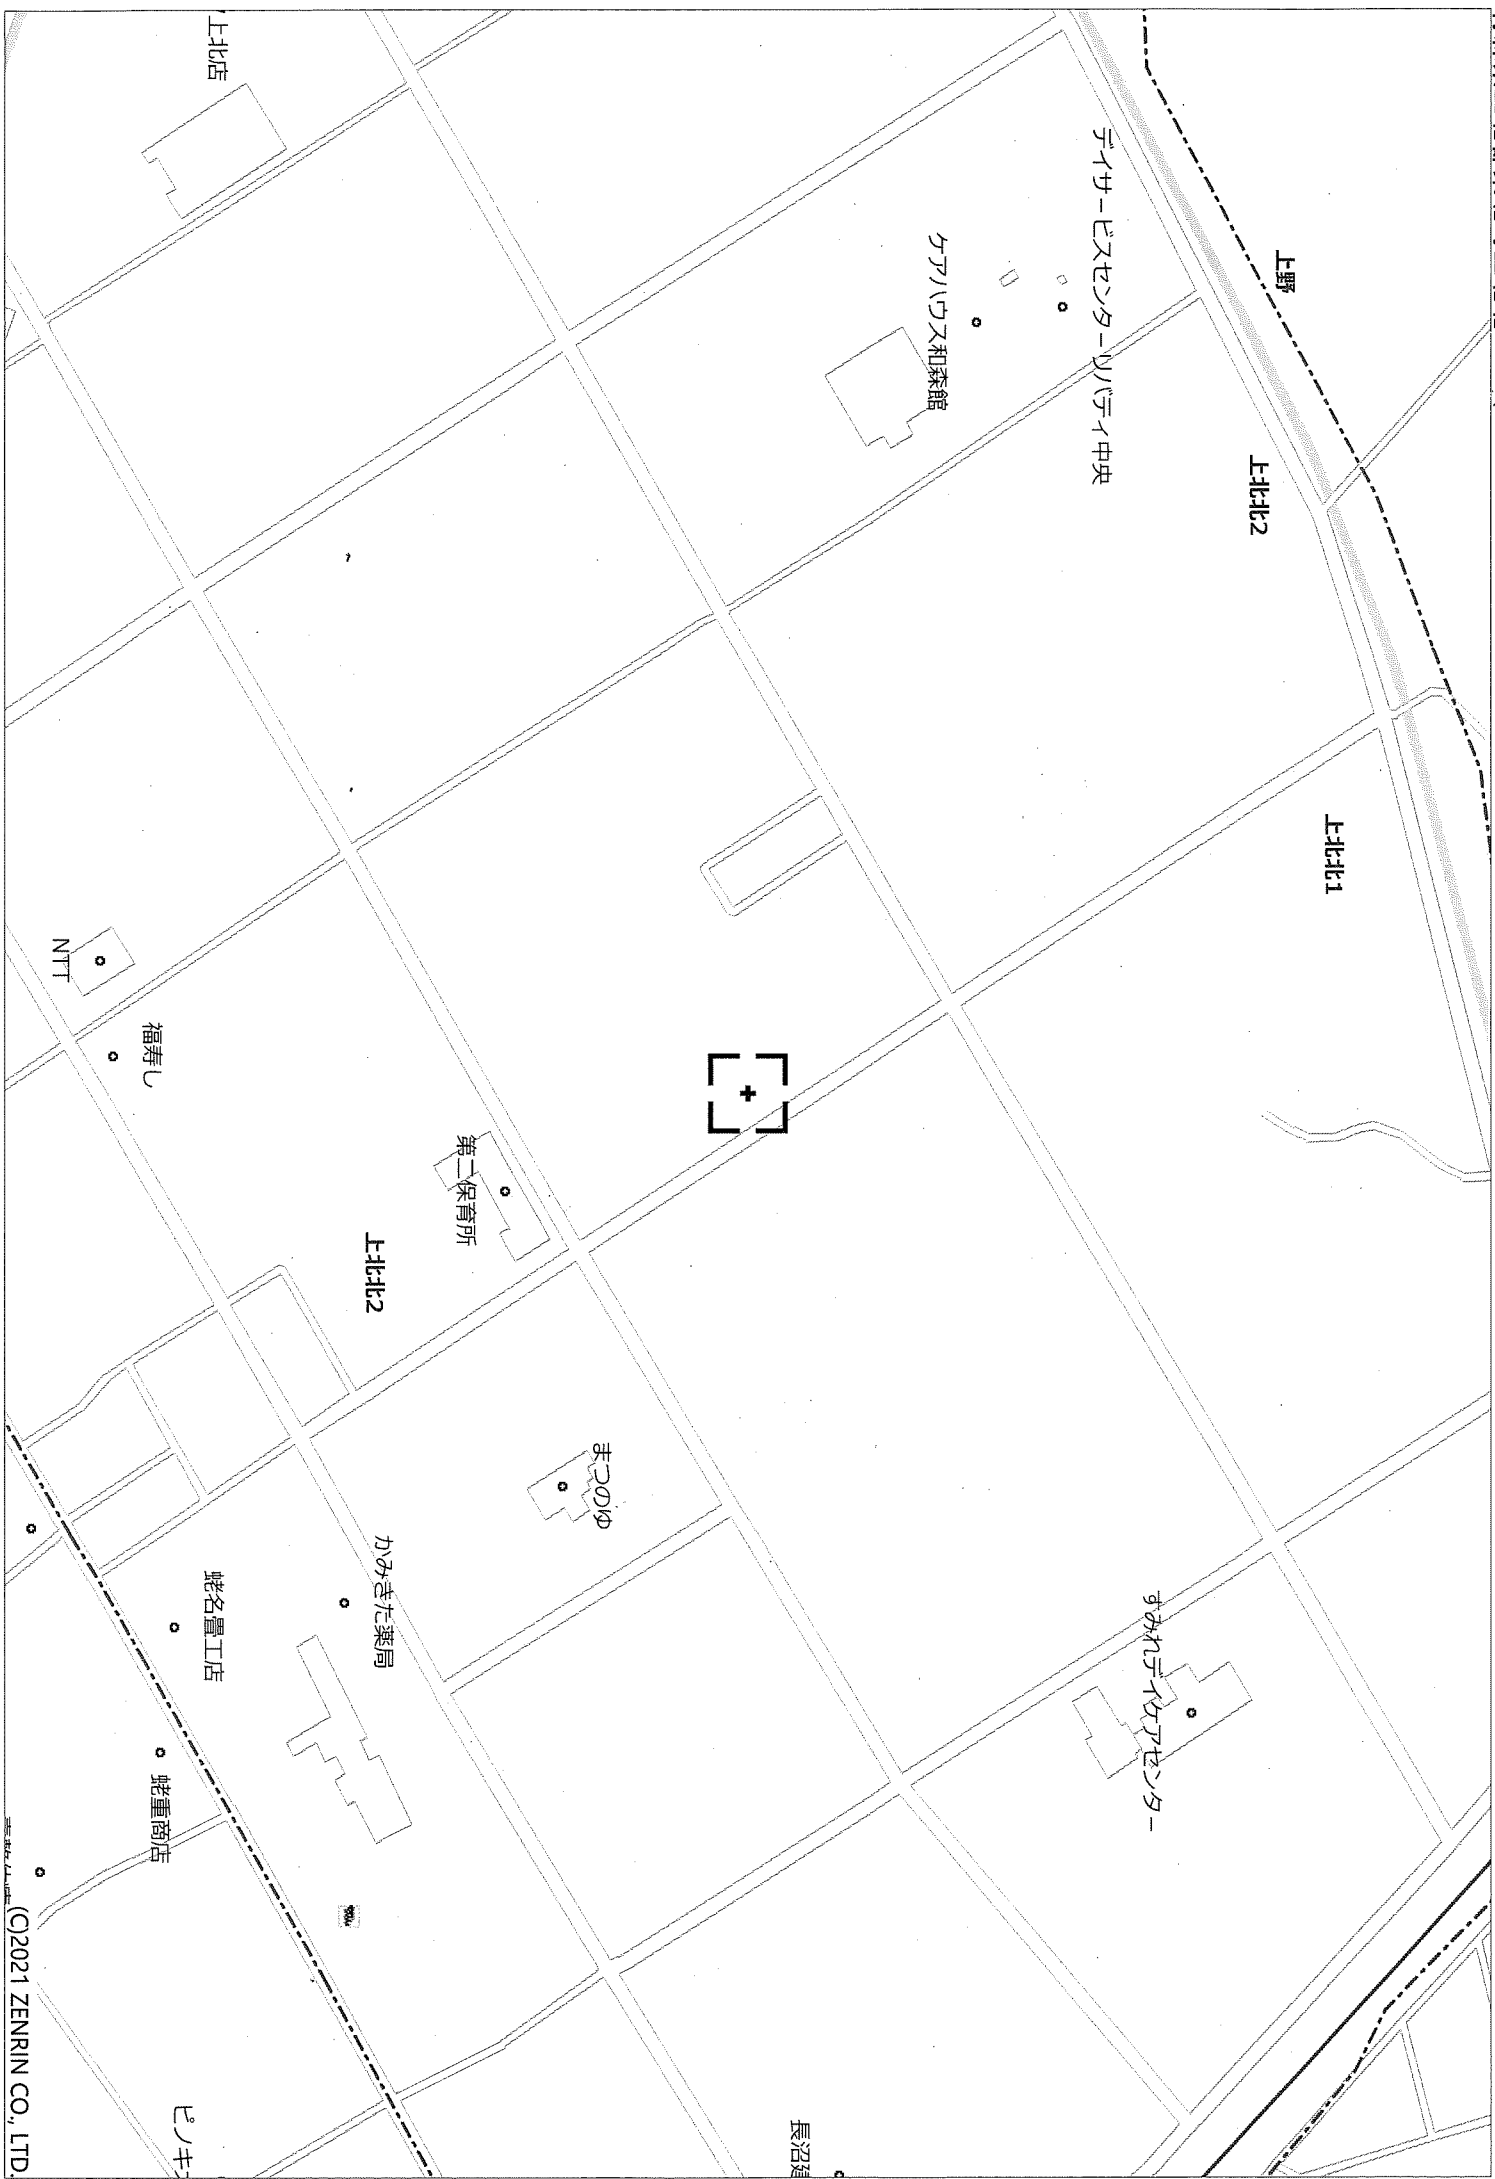 上野
上北北1
上北北2
デイサービスセンターリバティ中央
ケアハウス和森館
すみれデイケアセンター
長沼建
まつのゆ
第二保育所
かみきた薬局
上北北2
上北店
蛯名畳工店
ピノキ
蛯重商店
福寿し
NTT
(C)2021 ZENRIN CO., LTD.